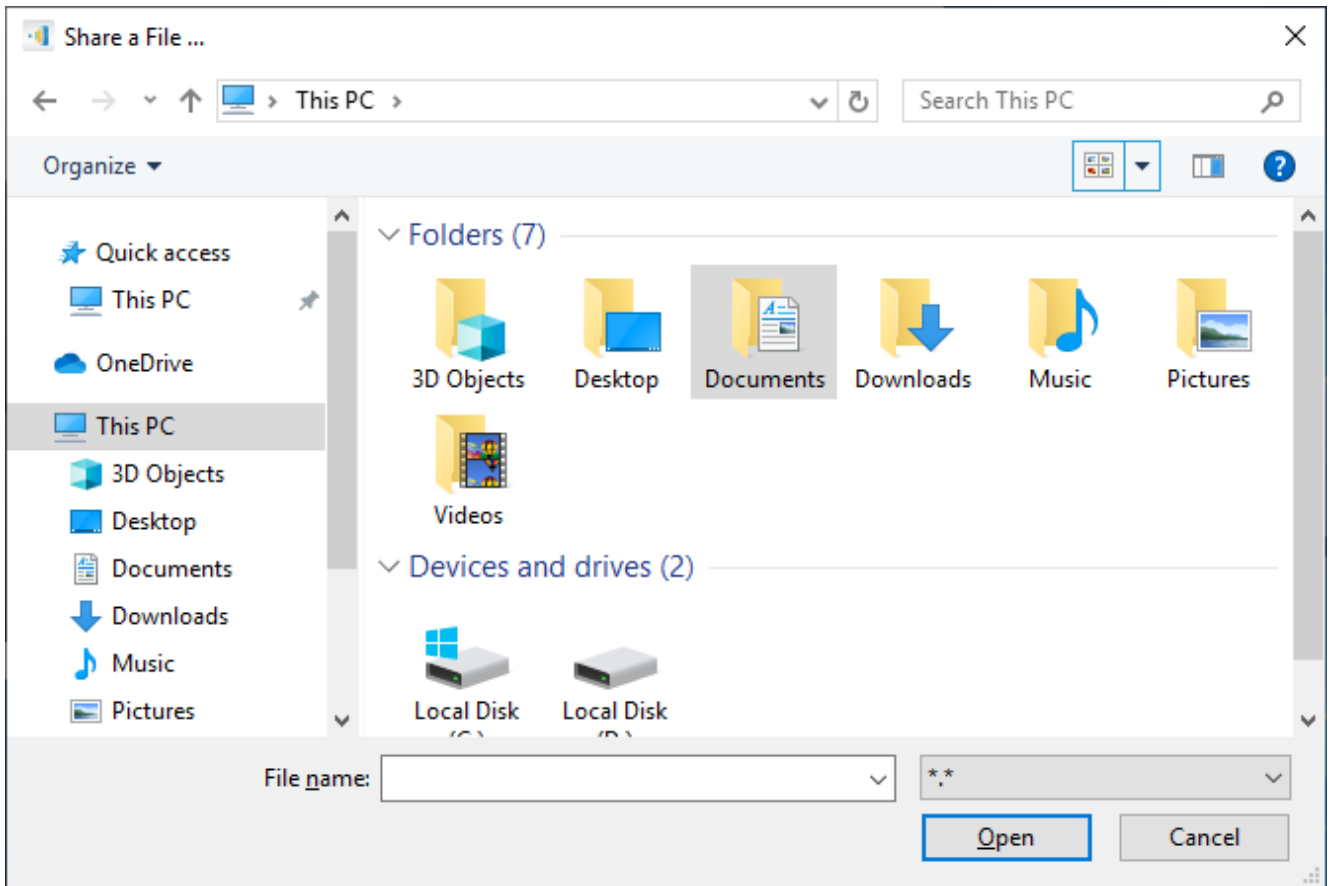 Share a File ...
This PC
Search This PC
Organize
Quick access
This PC
OneDrive
This PC
3D Objects
Desktop
Documents
Downloads
Music
Pictures
Folders (7)
3D Objects
Desktop
Documents
Downloads
Music
Pictures
Videos
Devices and drives (2)
Local Disk
Local Disk
File name:
*.*
Open
Cancel